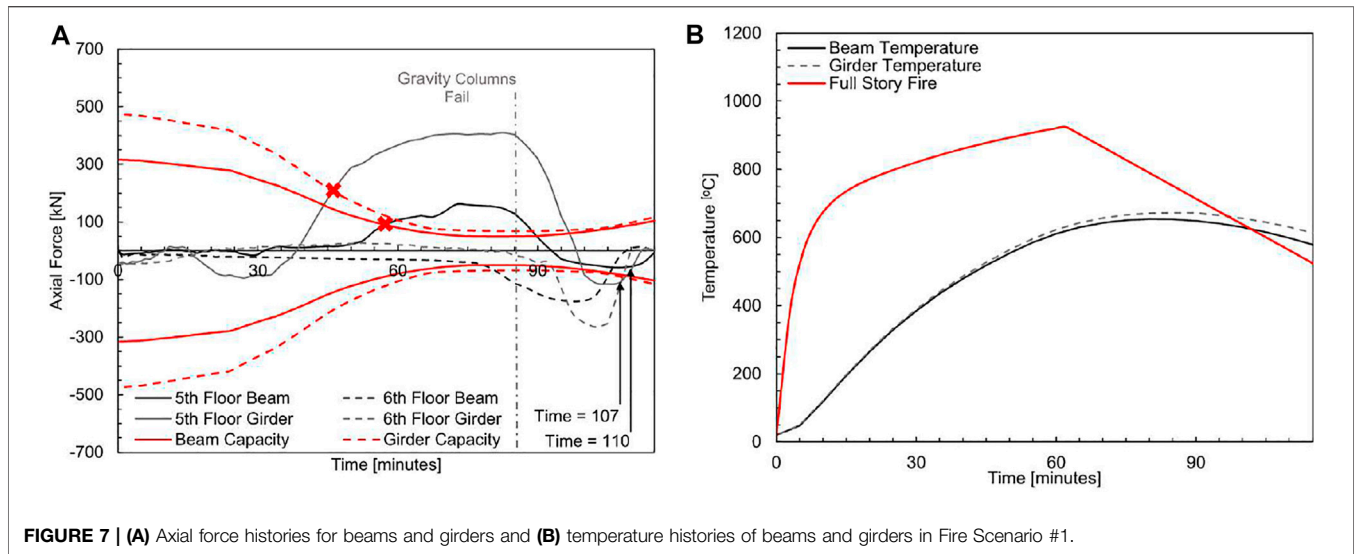 A
700
500
300
100
-100
-300
-500
-700
Axial Force [kN]
0
30
60
90
Time [minutes]
Gravity Columns
Fail
5th Floor Beam
6th Floor Beam
5th Floor Girder
6th Floor Girder
Beam Capacity
Girder Capacity
Time = 107
Time = 110
B
1200
1000
800
600
400
200
0
Temperature [ºC]
0
30
60
90
Time [minutes]
Beam Temperature
Girder Temperature
Full Story Fire
FIGURE 7 | (A) Axial force histories for beams and girders and (B) temperature histories of beams and girders in Fire Scenario #1.